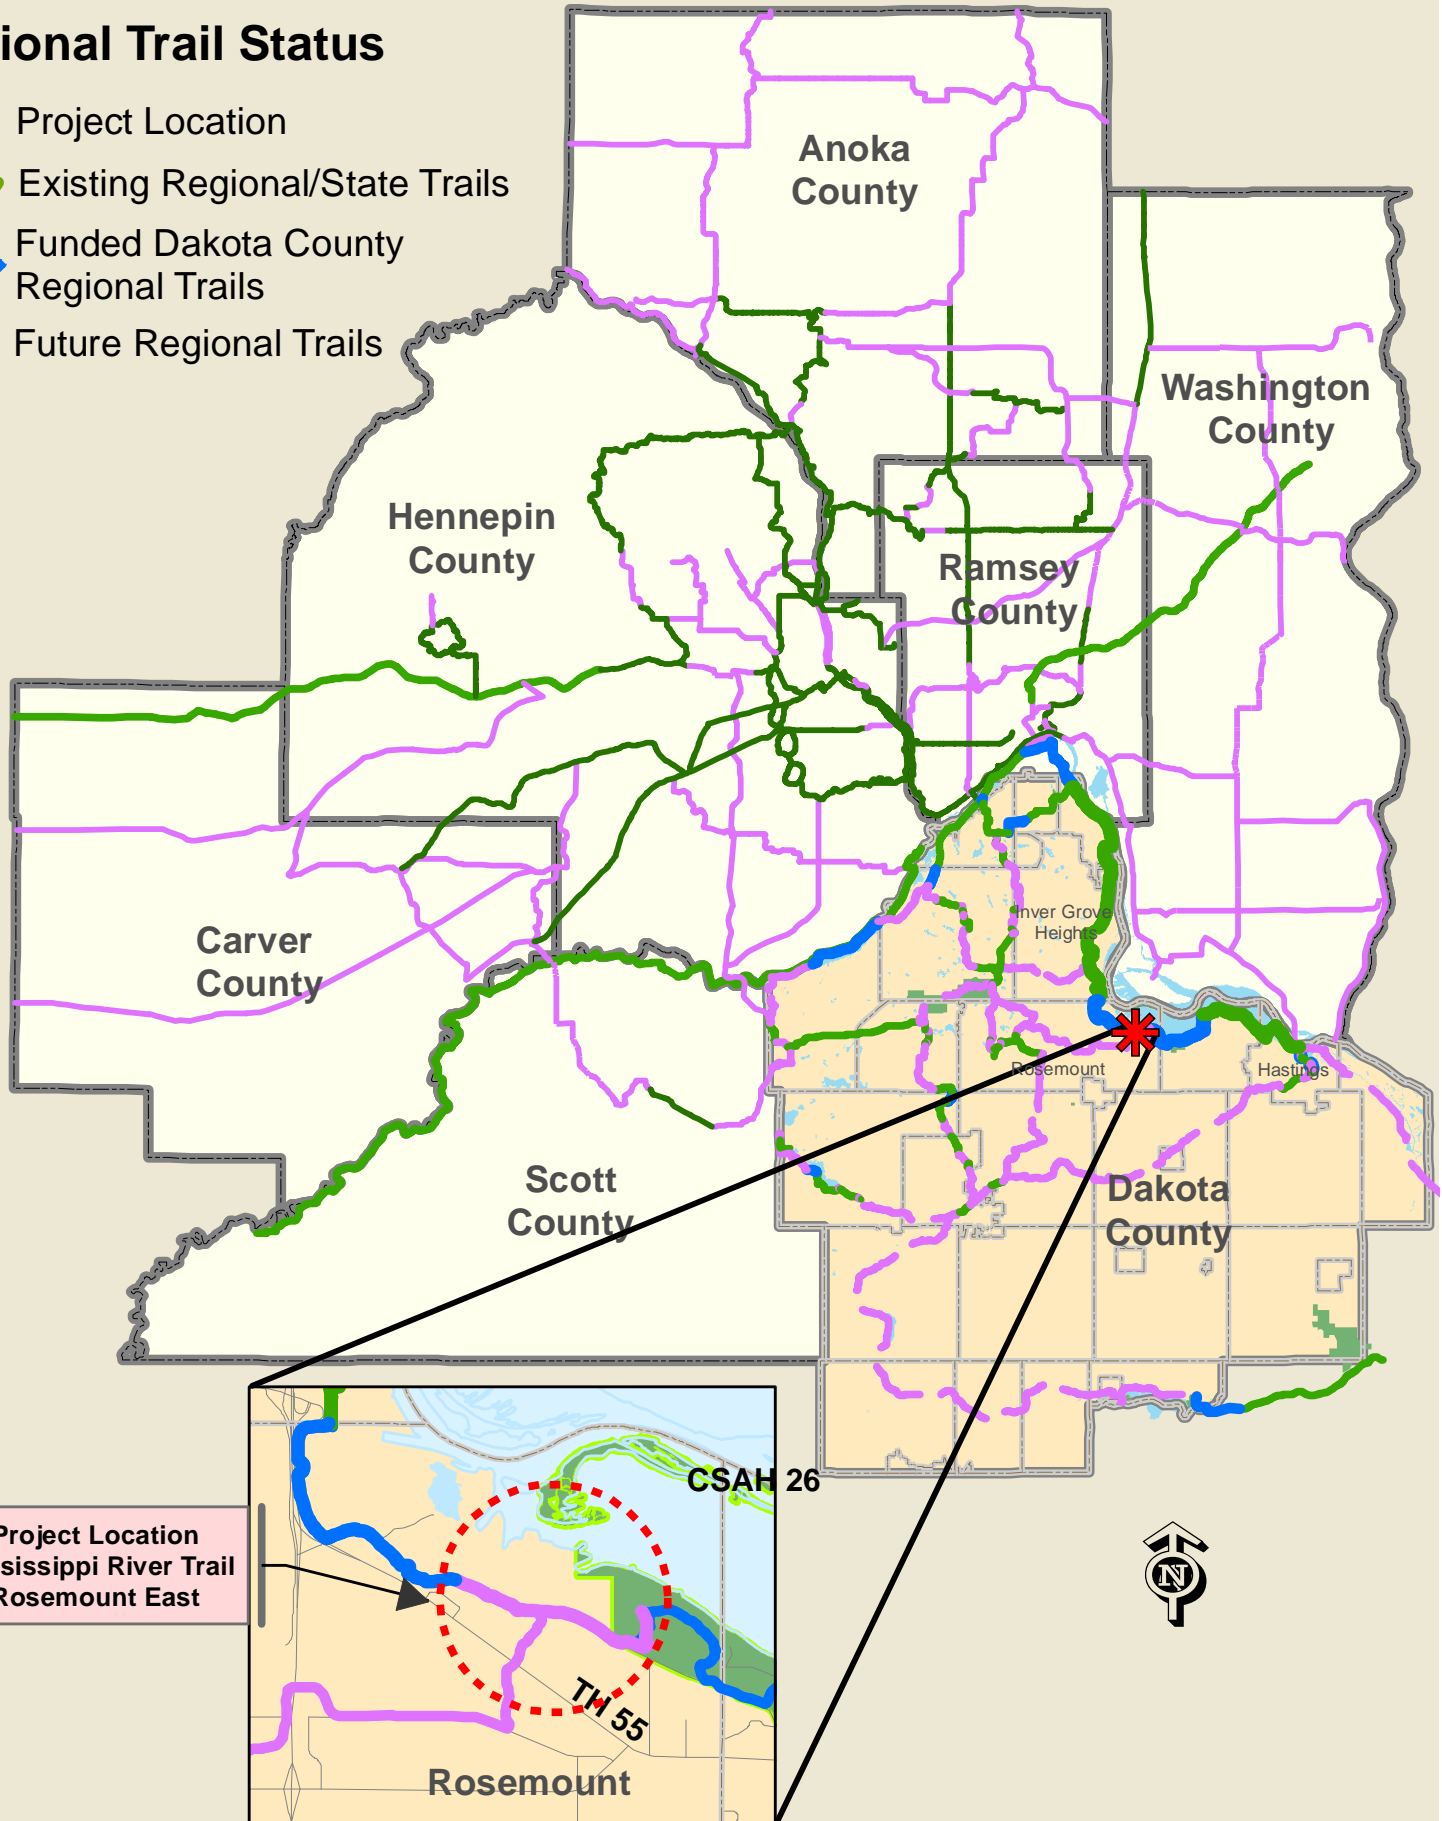 ional Trail Status
Project Location
Existing Regional/State Trails
Funded Dakota County
Regional Trails
Future Regional Trails
Anoka
County
Washington
County
Hennepin
County
Ramsey
County
Carver
County
Inver Grove
Heights
Rosemount
Hastings
Scott
County
Dakota
County
CSAH 26
Project Location
sissippi River Trail
Rosemount East
TH 55
Rosemount
N